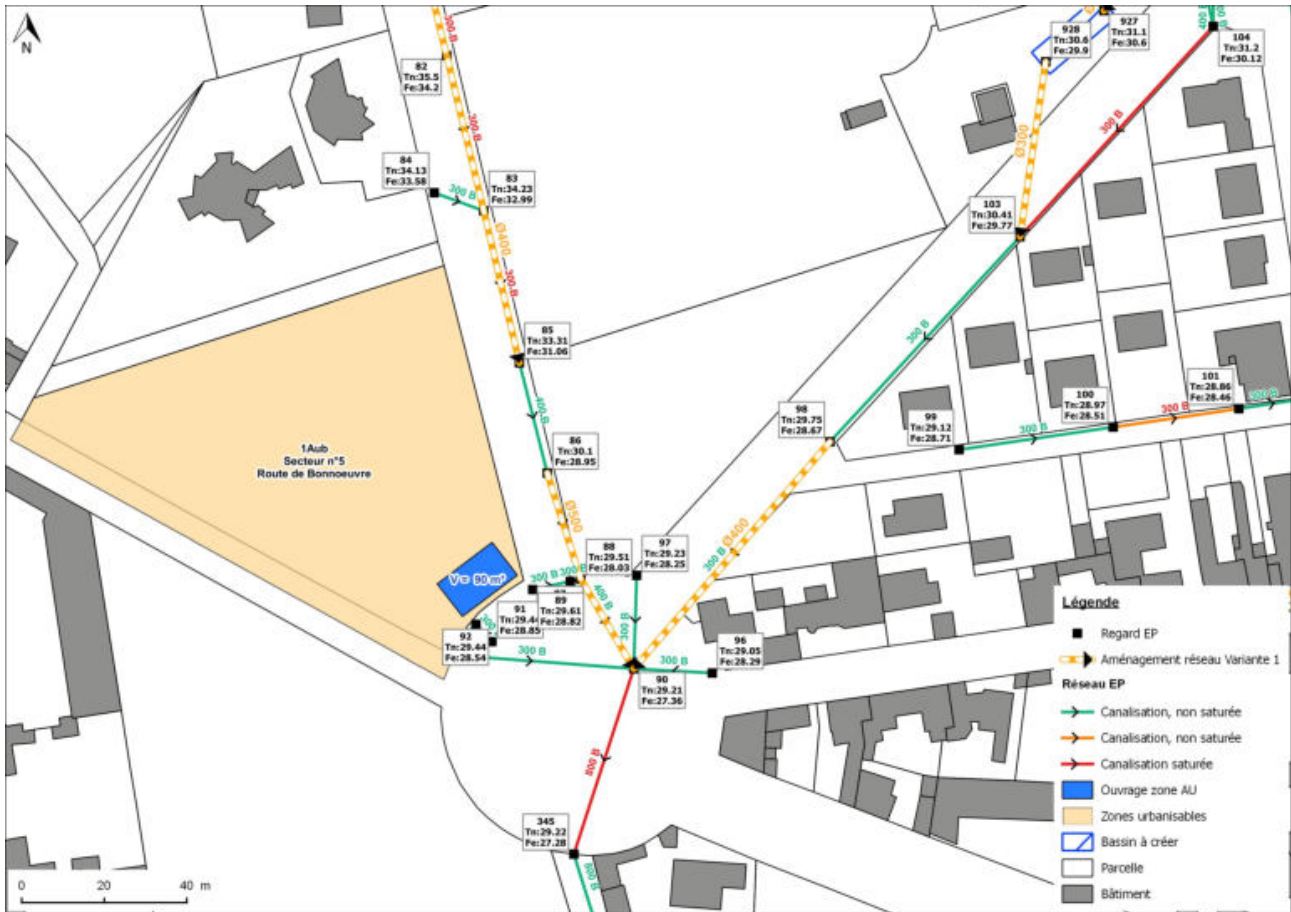 N
82
Tn:35.5
Fe:34.2
300.B
300.B
84
Tn:34.13
Fe:33.58
300 B
83
Tn:34.23
Fe:32.99
Ø400
300.B
85
Tn:33.31
Fe:31.06
400.B
86
Tn:30.1
Fe:28.95
Ø500
928
Tn:30.6
Fe:29.9
927
Tn:31.1
Fe:30.6
400 B
104
Tn:31.2
Fe:30.12
300 B
Ø300
103
Tn:30.41
Fe:29.77
300 B
98
Tn:29.75
Fe:28.67
99
Tn:29.12
Fe:28.71
300 B
100
Tn:28.97
Fe:28.51
300 B
101
Tn:28.86
Fe:28.46
300 B
1Aub
Secteur n°5
Route de Bonnoeuvre
V = 90 m³
88
Tn:29.51
Fe:28.03
97
Tn:29.23
Fe:28.25
300 B
300 B
400 B
300 B
Ø400
300 B
89
Tn:29.61
Fe:28.82
91
Tn:29.44
Fe:28.85
92
Tn:29.44
Fe:28.54
300 B
300 B
96
Tn:29.05
Fe:28.29
90
Tn:29.21
Fe:27.36
800 B
345
Tn:29.22
Fe:27.28
800 B
0 20 40 m
Légende
Regard EP
Aménagement réseau Variante 1
Réseau EP
Canalisation, non saturée
Canalisation, non saturée
Canalisation saturée
Ouvrage zone AU
Zones urbanisables
Bassin à créer
Parcelle
Bâtiment